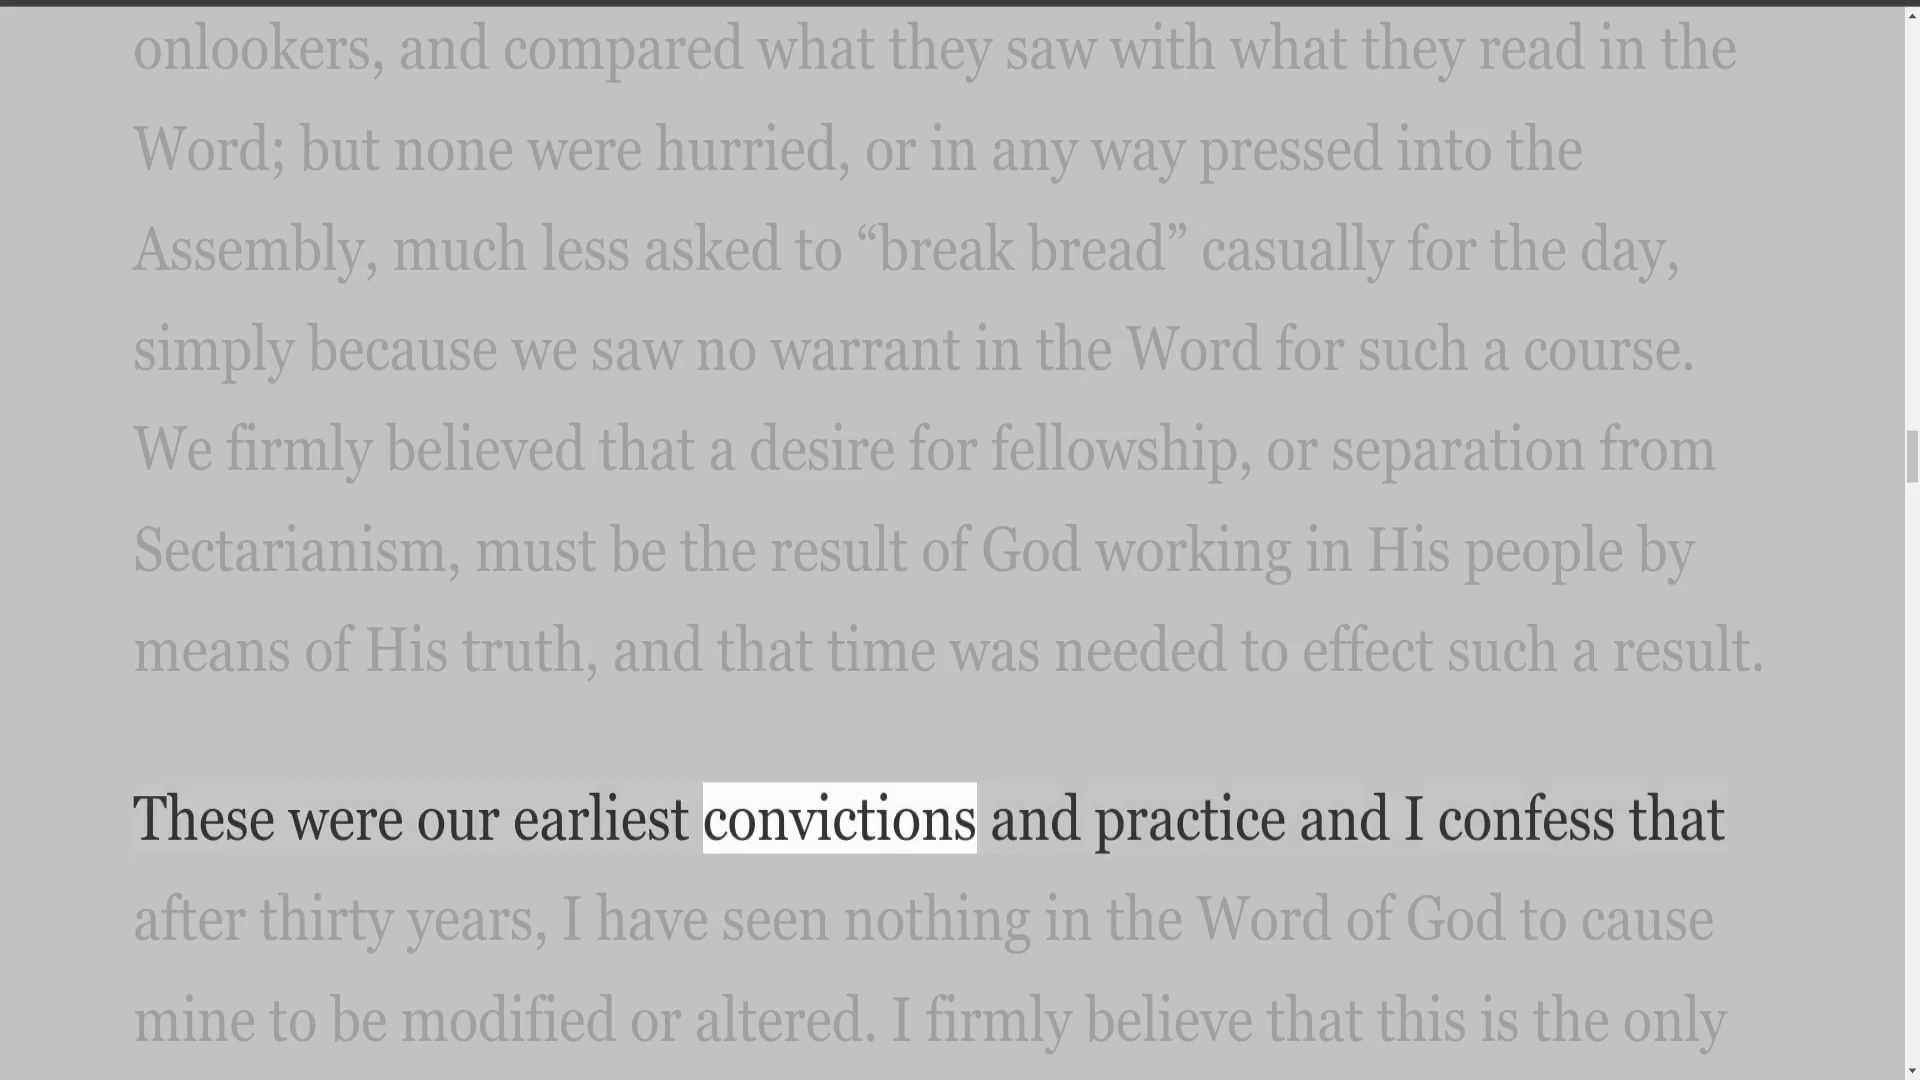 onlookers, and compared what they saw with what they read in the
Word; but none were hurried, or in any way pressed into the
Assembly, much less asked to “break bread” casually for the day,
simply because we saw no warrant in the Word for such a course.
We firmly believed that a desire for fellowship, or separation from
Sectarianism, must be the result of God working in His people by
means of His truth, and that time was needed to effect such a result.
These were our earliest convictions and practice and I confess that
after thirty years, I have seen nothing in the Word of God to cause
mine to be modified or altered. I firmly believe that this is the only